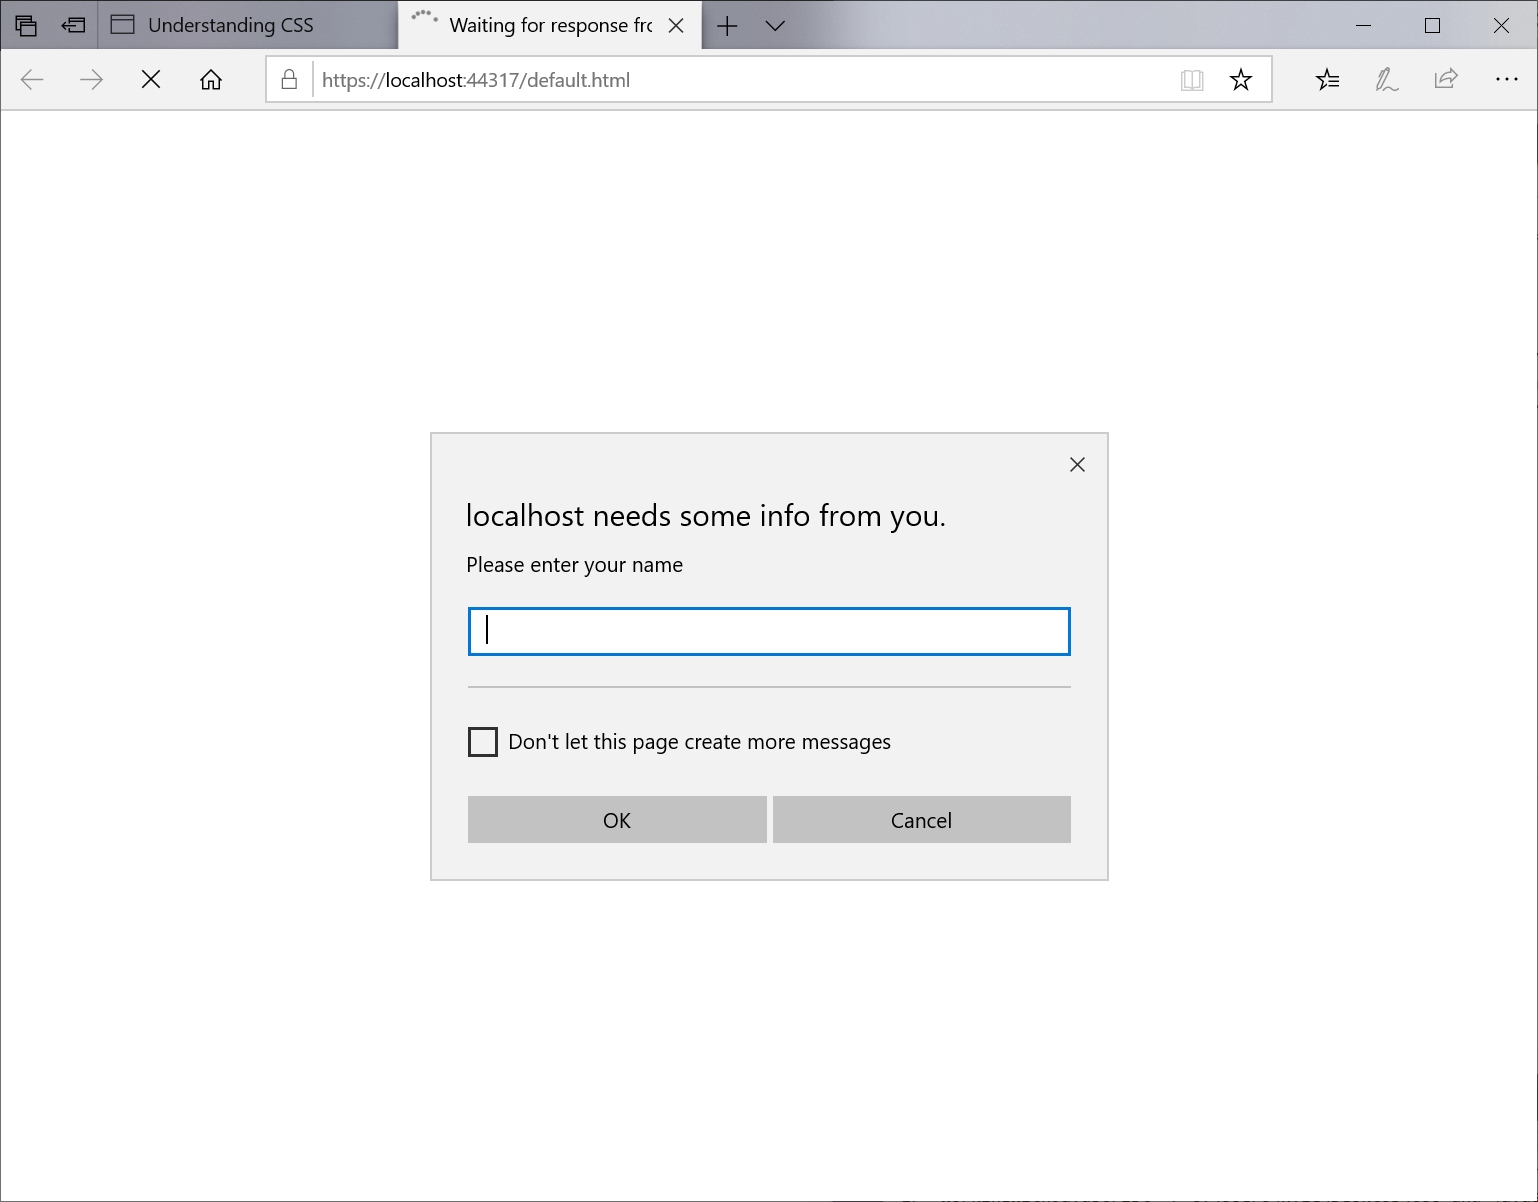 Understanding CSS
Waiting for response fro
https://localhost:44317/default.html
localhost needs some info from you.
Please enter your name
Don't let this page create more messages
OK
Cancel